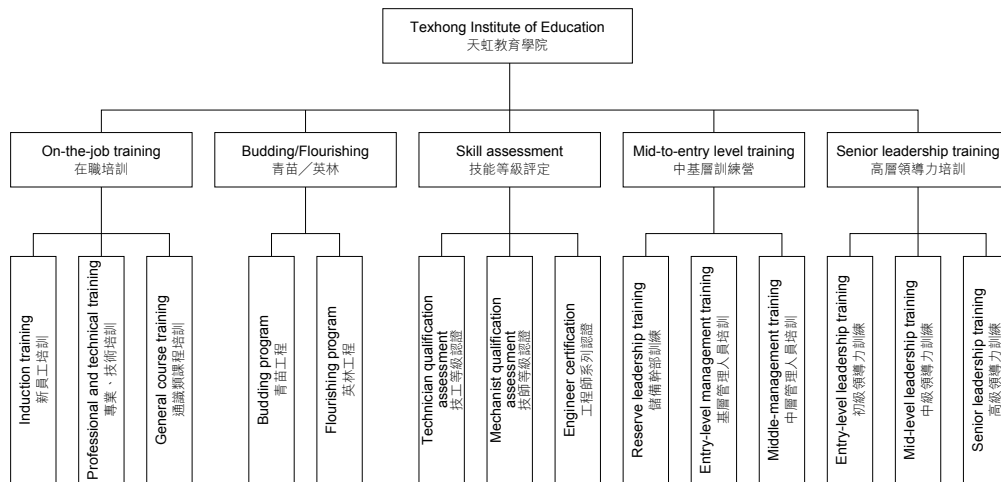 Texhong Institute of Education
天虹教育學院
On-the-job training
在職培訓
Budding/Flourishing
青苗／英林
Skill assessment
技能等級評定
Mid-to-entry level training
中基層訓練營
Senior leadership training
高層領導力培訓
Induction training
新員工培訓
Professional and technical training
專業、技術培訓
General course training
通識類課程培訓
Budding program
青苗工程
Flourishing program
英林工程
Technician qualification
assessment
技工等級認證
Mechanist qualification
assessment
技師等級認證
Engineer certification
工程師系列認證
Reserve leadership training
儲備幹部訓練
Entry-level management training
基層管理人員培訓
Middle-management training
中層管理人員培訓
Entry-level leadership training
初級領導力訓練
Mid-level leadership training
中級領導力訓練
Senior leadership training
高級領導力訓練